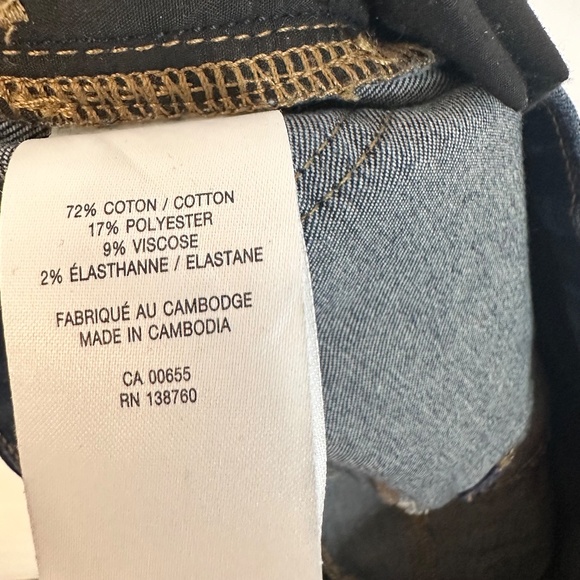 72% COTON / COTTON
17% POLYESTER
9% VISCOSE
2% ÉLASTHANNE / ELASTANE
FABRIQUÉ AU CAMBODGE
MADE IN CAMBODIA
CA 00655
RN 138760